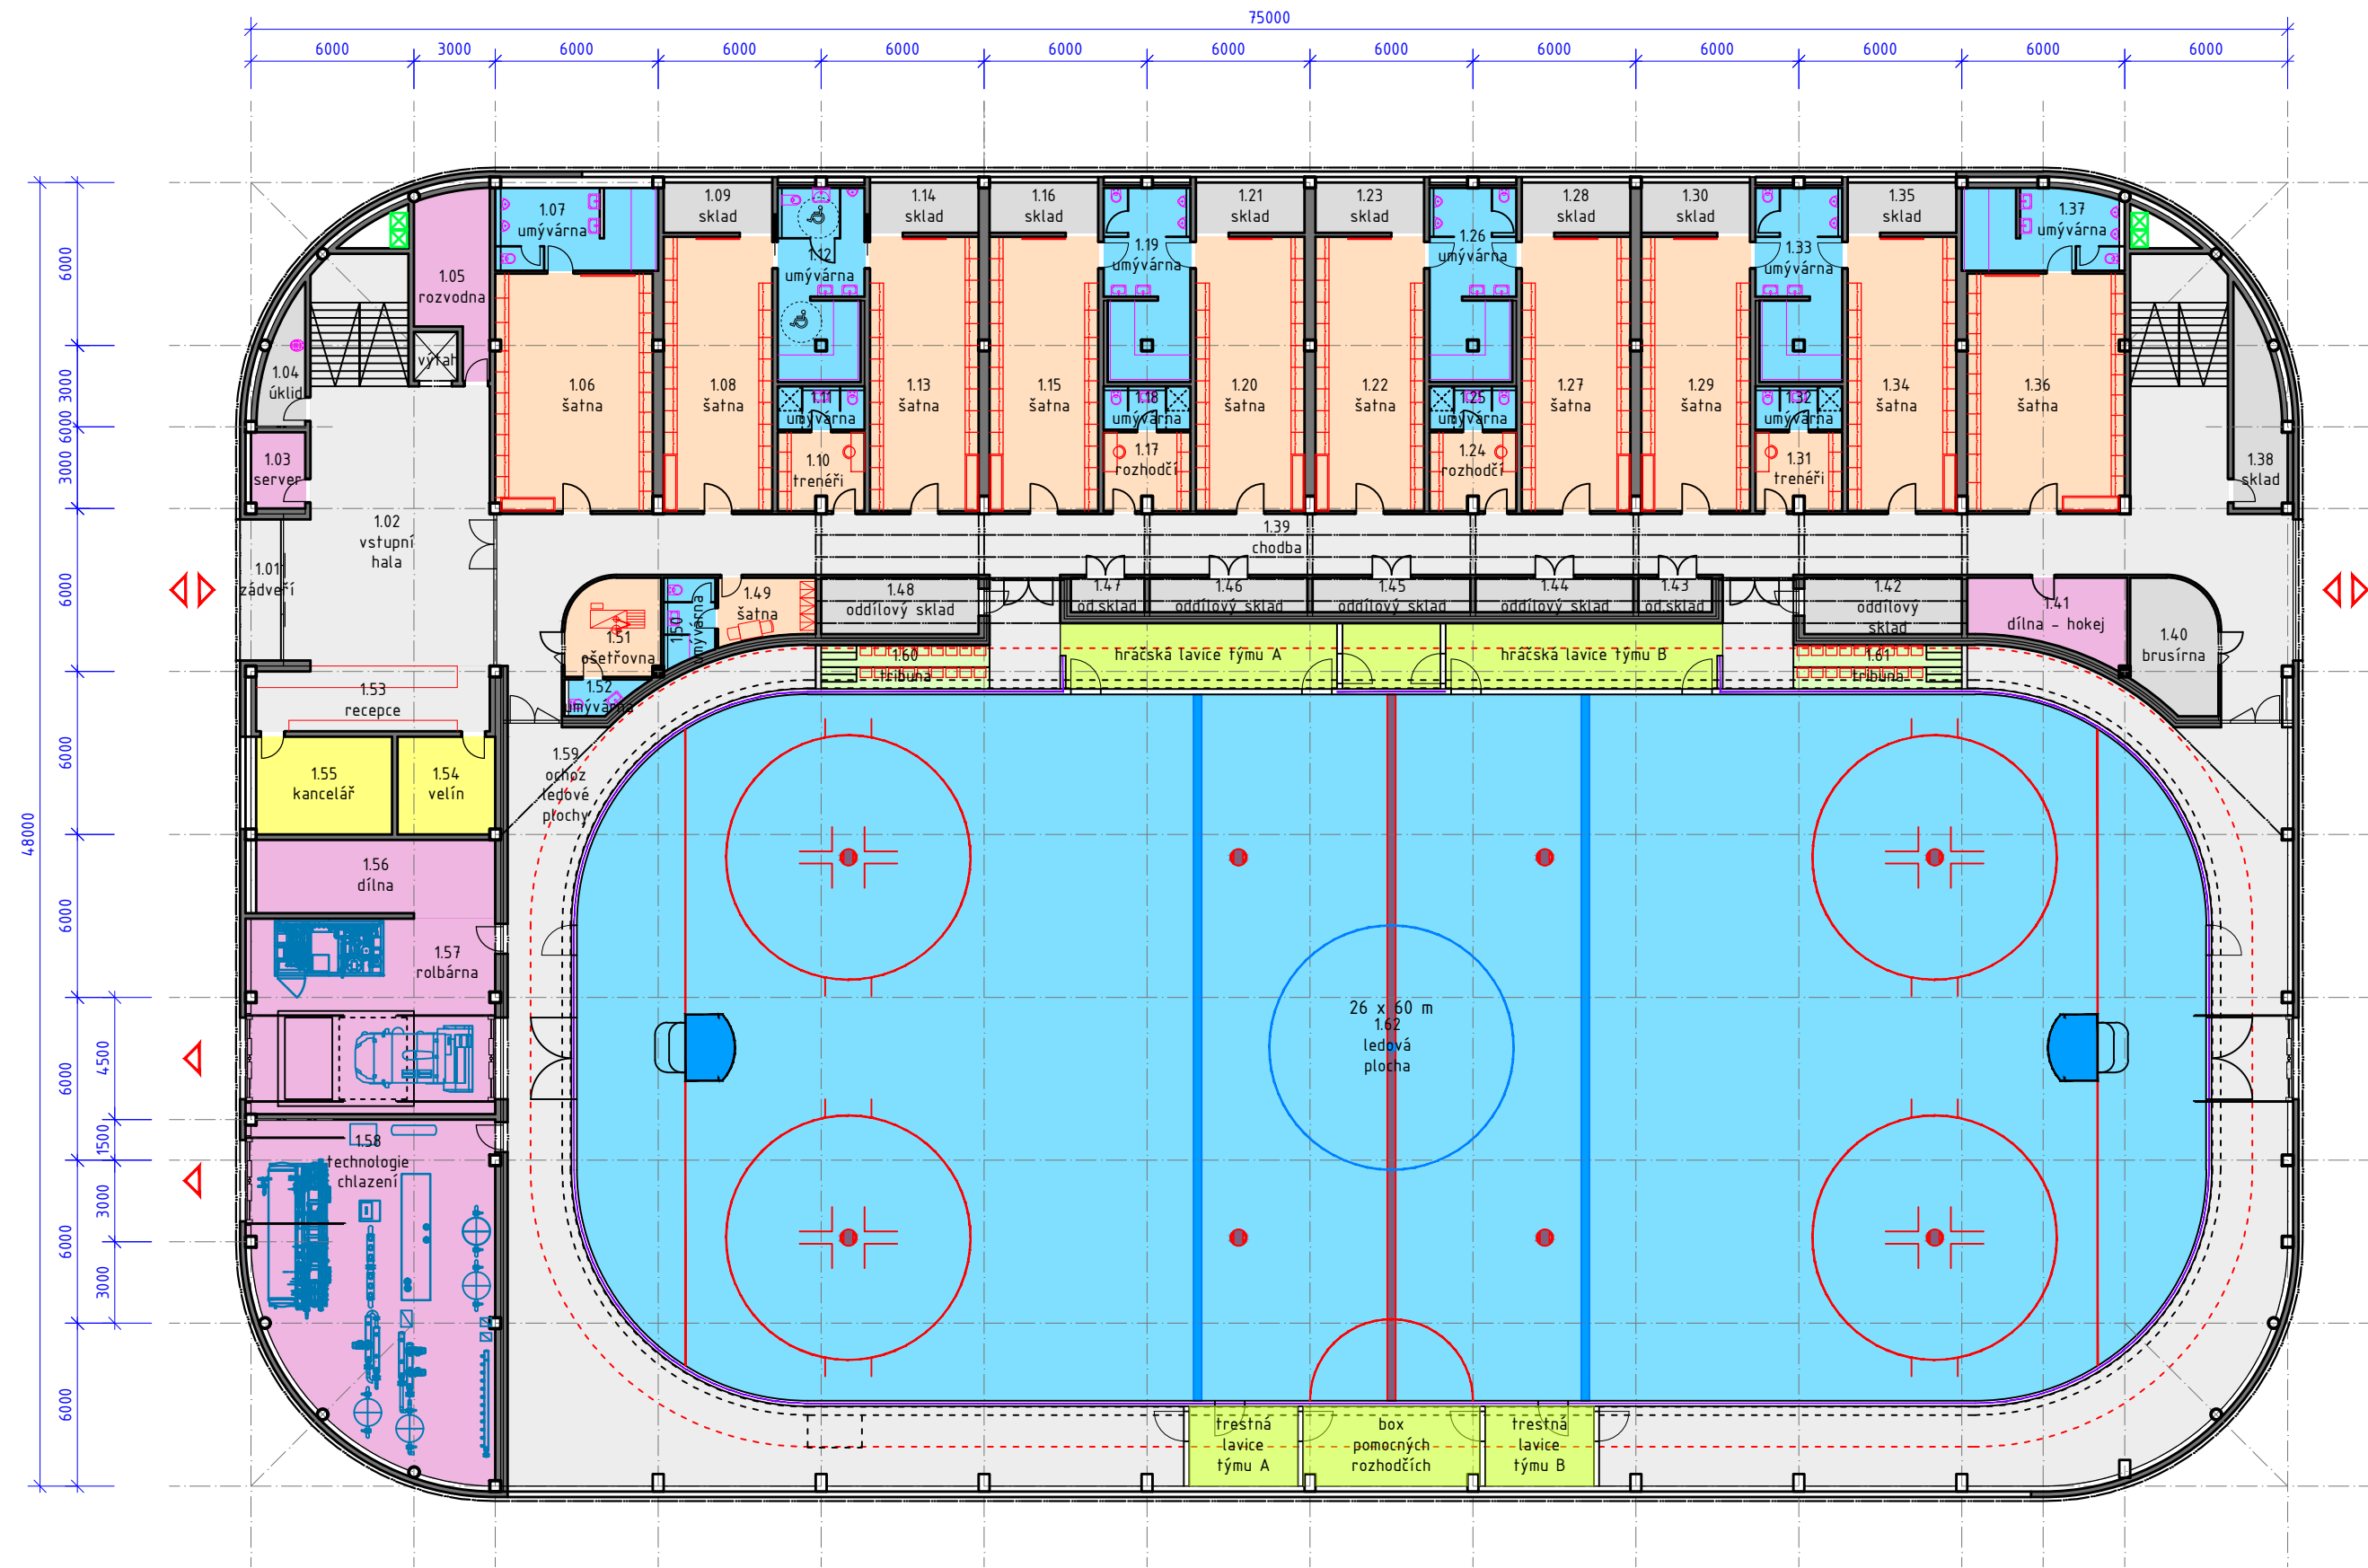 75000
6000 3000 6000 6000 6000 6000 6000 6000 6000 6000 6000 6000 6000
48000
6000
3000
6000
3000
6000
6000
6000
6000
6000
6000
4500
1500
3000
3000
1.01
zádveří
1.02
vstupní
hala
1.03
server
1.04
úklid
1.05
rozvodna
výtah
1.06
šatna
1.07
umývárna
1.08
šatna
1.09
sklad
1.10
trenéři
1.11
umývárna
1.12
umývárna
1.13
šatna
1.14
sklad
1.15
šatna
1.16
sklad
1.17
rozhodčí
1.18
umývárna
1.19
umývárna
1.20
šatna
1.21
sklad
1.22
šatna
1.23
sklad
1.24
rozhodčí
1.25
umývárna
1.26
umývárna
1.27
šatna
1.28
sklad
1.29
šatna
1.30
sklad
1.31
trenéři
1.32
umývárna
1.33
umývárna
1.34
šatna
1.35
sklad
1.36
šatna
1.37
umývárna
1.38
sklad
1.39
chodba
1.40
brusírna
1.41
dílna - hokej
1.42
oddílový
sklad
1.43
od.sklad
1.44
oddílový sklad
1.45
oddílový sklad
1.46
oddílový sklad
1.47
od.sklad
1.48
oddílový sklad
1.49
šatna
1.50
umývárna
1.51
ošetřovna
1.52
umývárna
1.53
recepce
1.54
velín
1.55
kancelář
1.56
dílna
1.57
rolbárna
1.58
technologie
chlazení
1.59
ochoz
ledové
plochy
1.60
tribuna
hráčská lavice týmu A
hráčská lavice týmu B
1.61
tribuna
26 x 60 m
1.62
ledová
plocha
trestná
lavice
týmu A
box
pomocných
rozhodčích
trestná
lavice
týmu B